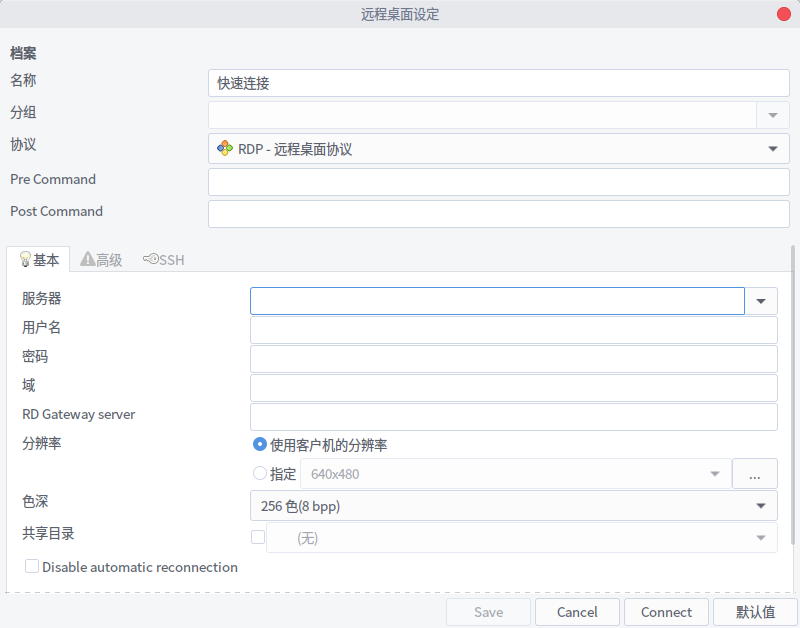 远程桌面设定
档案
名称 快速连接
分组
协议 RDP - 远程桌面协议
Pre Command
Post Command
基本 高级 SSH
服务器
用户名
密码
域
RD Gateway server
分辨率 使用客户机的分辨率
指定 640x480 ...
色深 256 色(8 bpp)
共享目录 (无)
Disable automatic reconnection
Save Cancel Connect 默认值